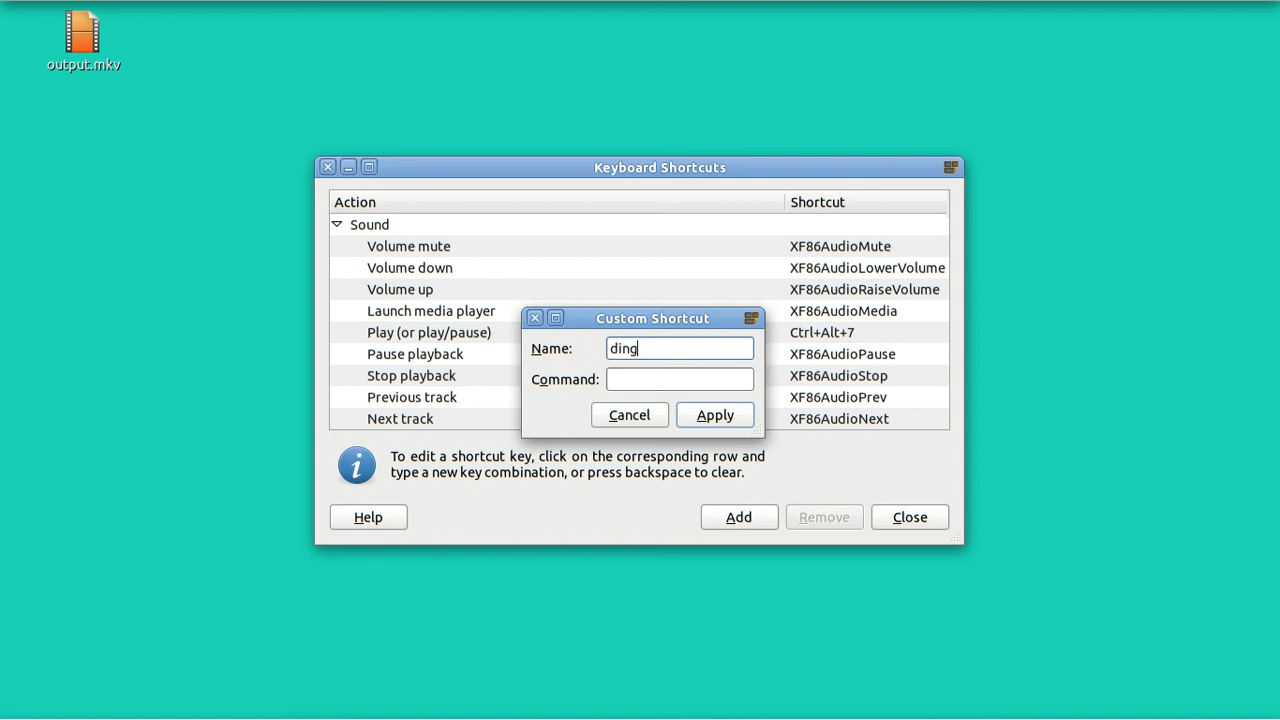 output.mkv
Keyboard Shortcuts
Action Shortcut
Sound
Volume mute XF86AudioMute
Volume down XF86AudioLowerVolume
Volume up XF86AudioRaiseVolume
Launch media player XF86AudioMedia
Play (or play/pause) Ctrl+Alt+7
Pause playback XF86AudioPause
Stop playback XF86AudioStop
Previous track XF86AudioPrev
Next track XF86AudioNext
Custom Shortcut
Name: ding
Command:
Cancel Apply
To edit a shortcut key, click on the corresponding row and
type a new key combination, or press backspace to clear.
Help Add Remove Close